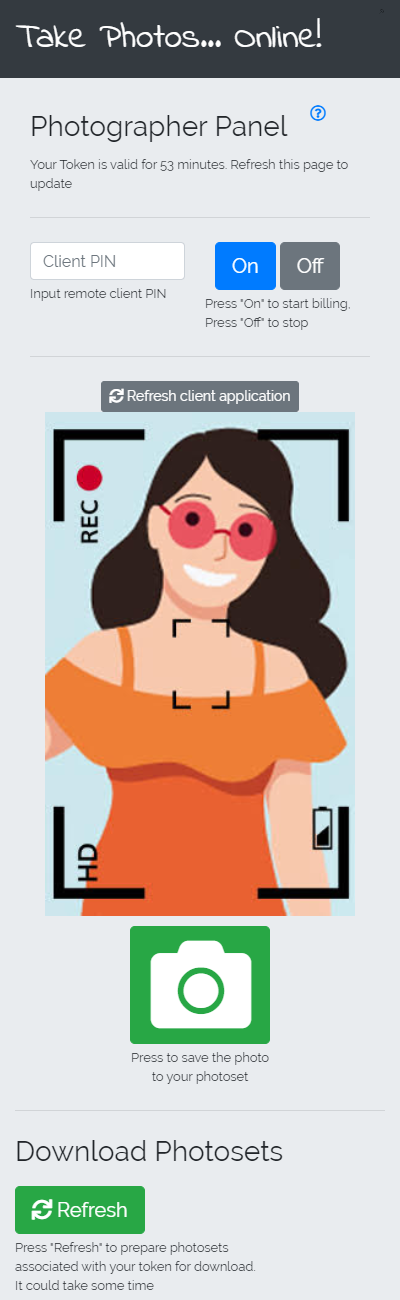 Take Photos... Online!
Photographer Panel
Your Token is valid for 53 minutes. Refresh this page to
update
Client PIN
On
Off
Input remote client PIN
Press "On" to start billing,
Press "Off" to stop
Refresh client application
REC
HD
Press to save the photo
to your photoset
Download Photosets
Refresh
Press "Refresh" to prepare photosets
associated with your token for download.
It could take some time